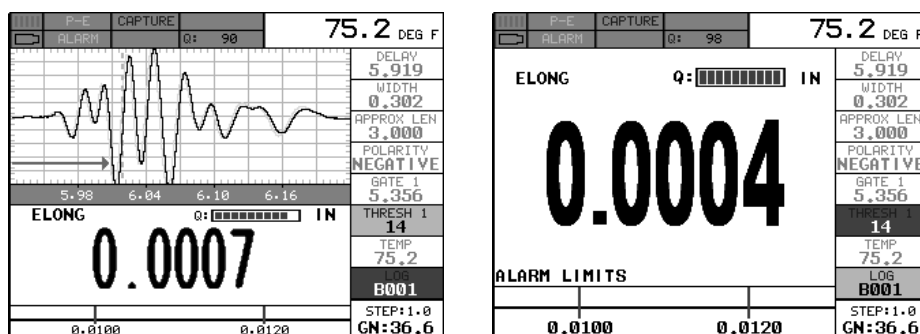 P-E CAPTURE
ALARM Q: 90
75.2 DEG F
DELAY
5.919
WIDTH
0.302
APPROX LEN
3.000
POLARITY
NEGATIVE
GATE 1
5.356
5.98 6.04 6.10 6.16
ELONG Q: IN
0.0007
THRESH 1
14
TEMP
75.2
LOG
B001
0.0100 0.0120
STEP:1.0
GN:36.6
P-E CAPTURE
ALARM Q: 98
75.2 DEG F
ELONG Q: IN
0.0004
DELAY
5.919
WIDTH
0.302
APPROX LEN
3.000
POLARITY
NEGATIVE
GATE 1
5.356
THRESH 1
14
TEMP
75.2
LOG
B001
ALARM LIMITS
0.0100 0.0120
STEP:1.0
GN:36.6